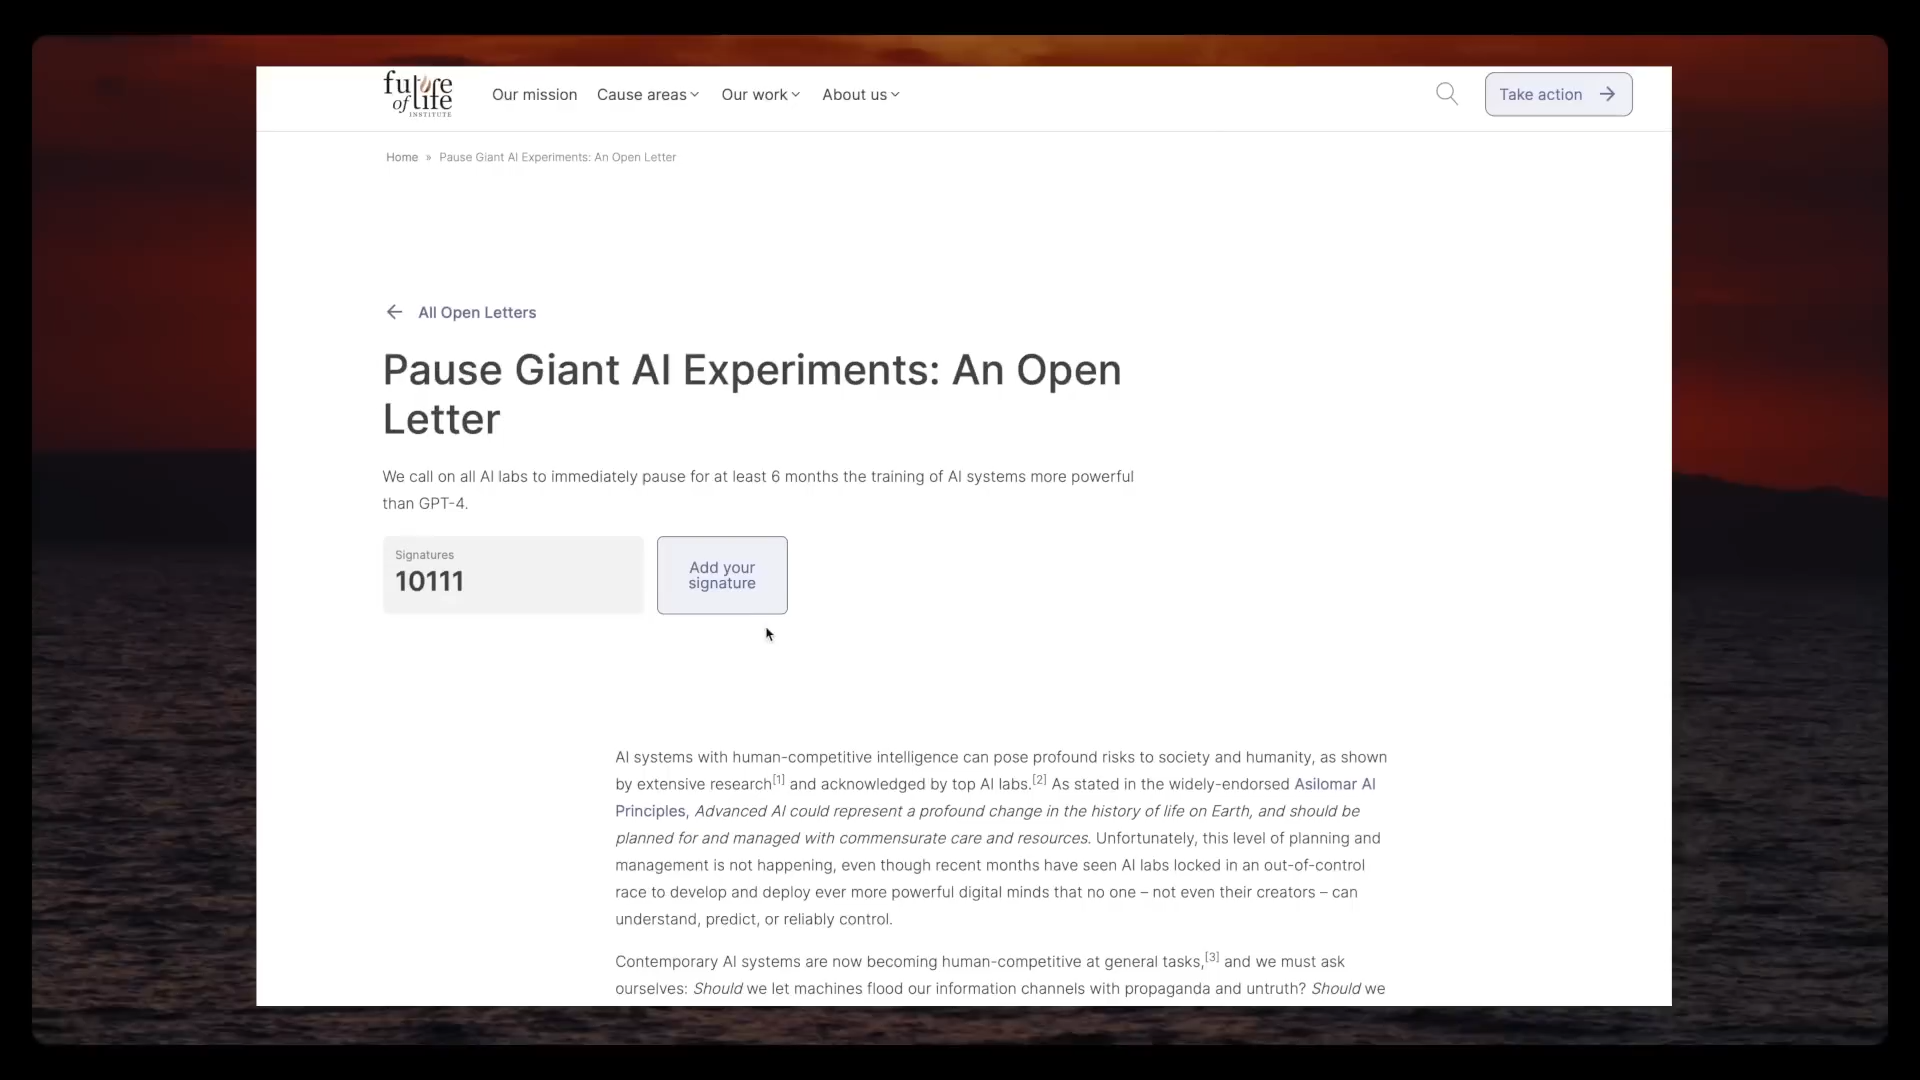 future
of life
INSTITUTE
Our mission
Cause areas
Our work
About us
Take action
Home » Pause Giant AI Experiments: An Open Letter
All Open Letters
Pause Giant AI Experiments: An Open
Letter
We call on all AI labs to immediately pause for at least 6 months the training of AI systems more powerful
than GPT-4.
Signatures
10111
Add your
signature
AI systems with human-competitive intelligence can pose profound risks to society and humanity, as shown
by extensive research[1] and acknowledged by top AI labs.[2] As stated in the widely-endorsed Asilomar AI
Principles, Advanced AI could represent a profound change in the history of life on Earth, and should be
planned for and managed with commensurate care and resources. Unfortunately, this level of planning and
management is not happening, even though recent months have seen AI labs locked in an out-of-control
race to develop and deploy ever more powerful digital minds that no one – not even their creators – can
understand, predict, or reliably control.
Contemporary AI systems are now becoming human-competitive at general tasks,[3] and we must ask
ourselves: Should we let machines flood our information channels with propaganda and untruth? Should we